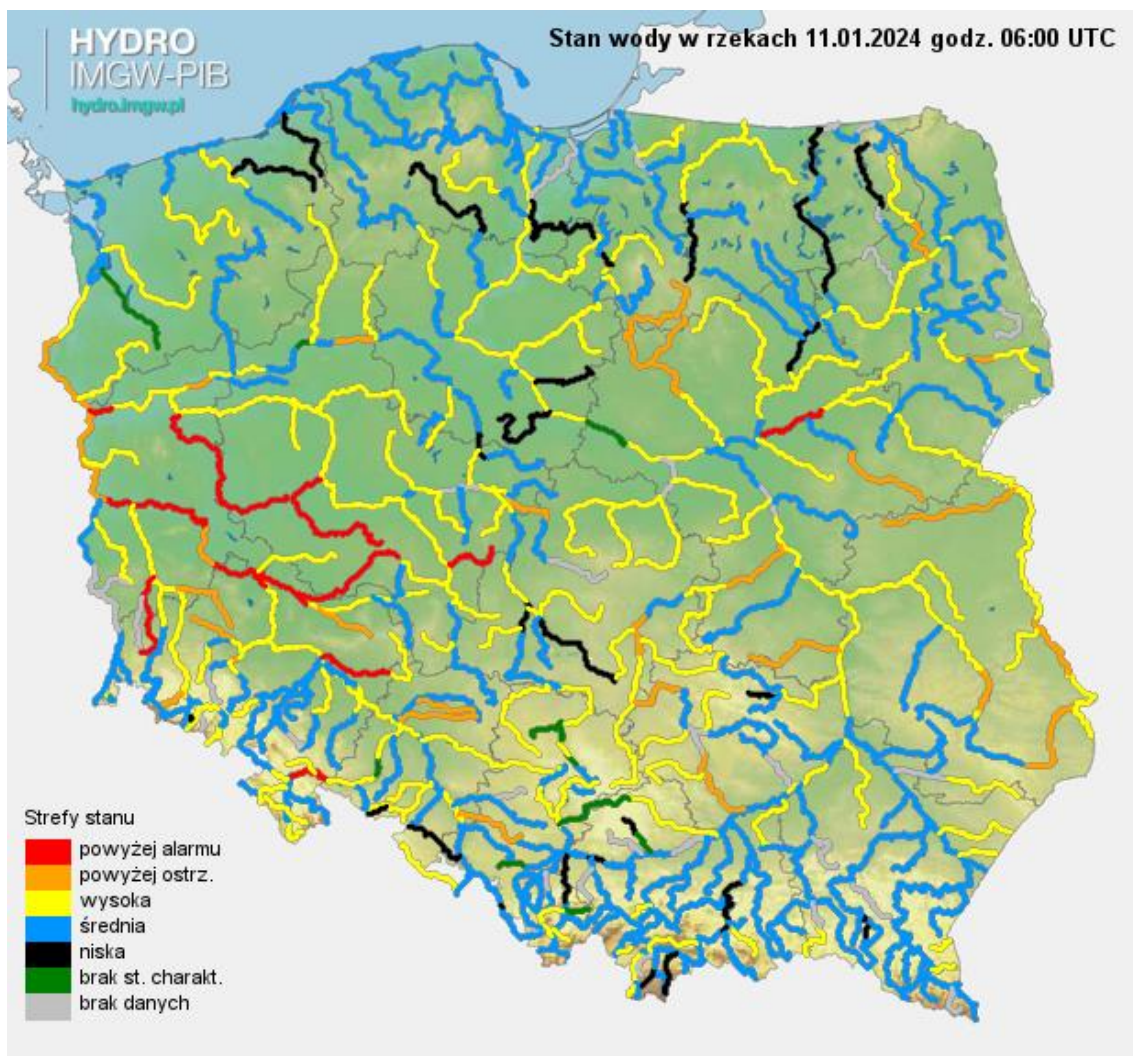 HYDRO
IMGW-PIB
hydro.imgw.pl
Stan wody w rzekach 11.01.2024 godz. 06:00 UTC
Strefy stanu
powyżej alarmu
powyżej ostrz.
wysoka
średnia
niska
brak st. charakt.
brak danych